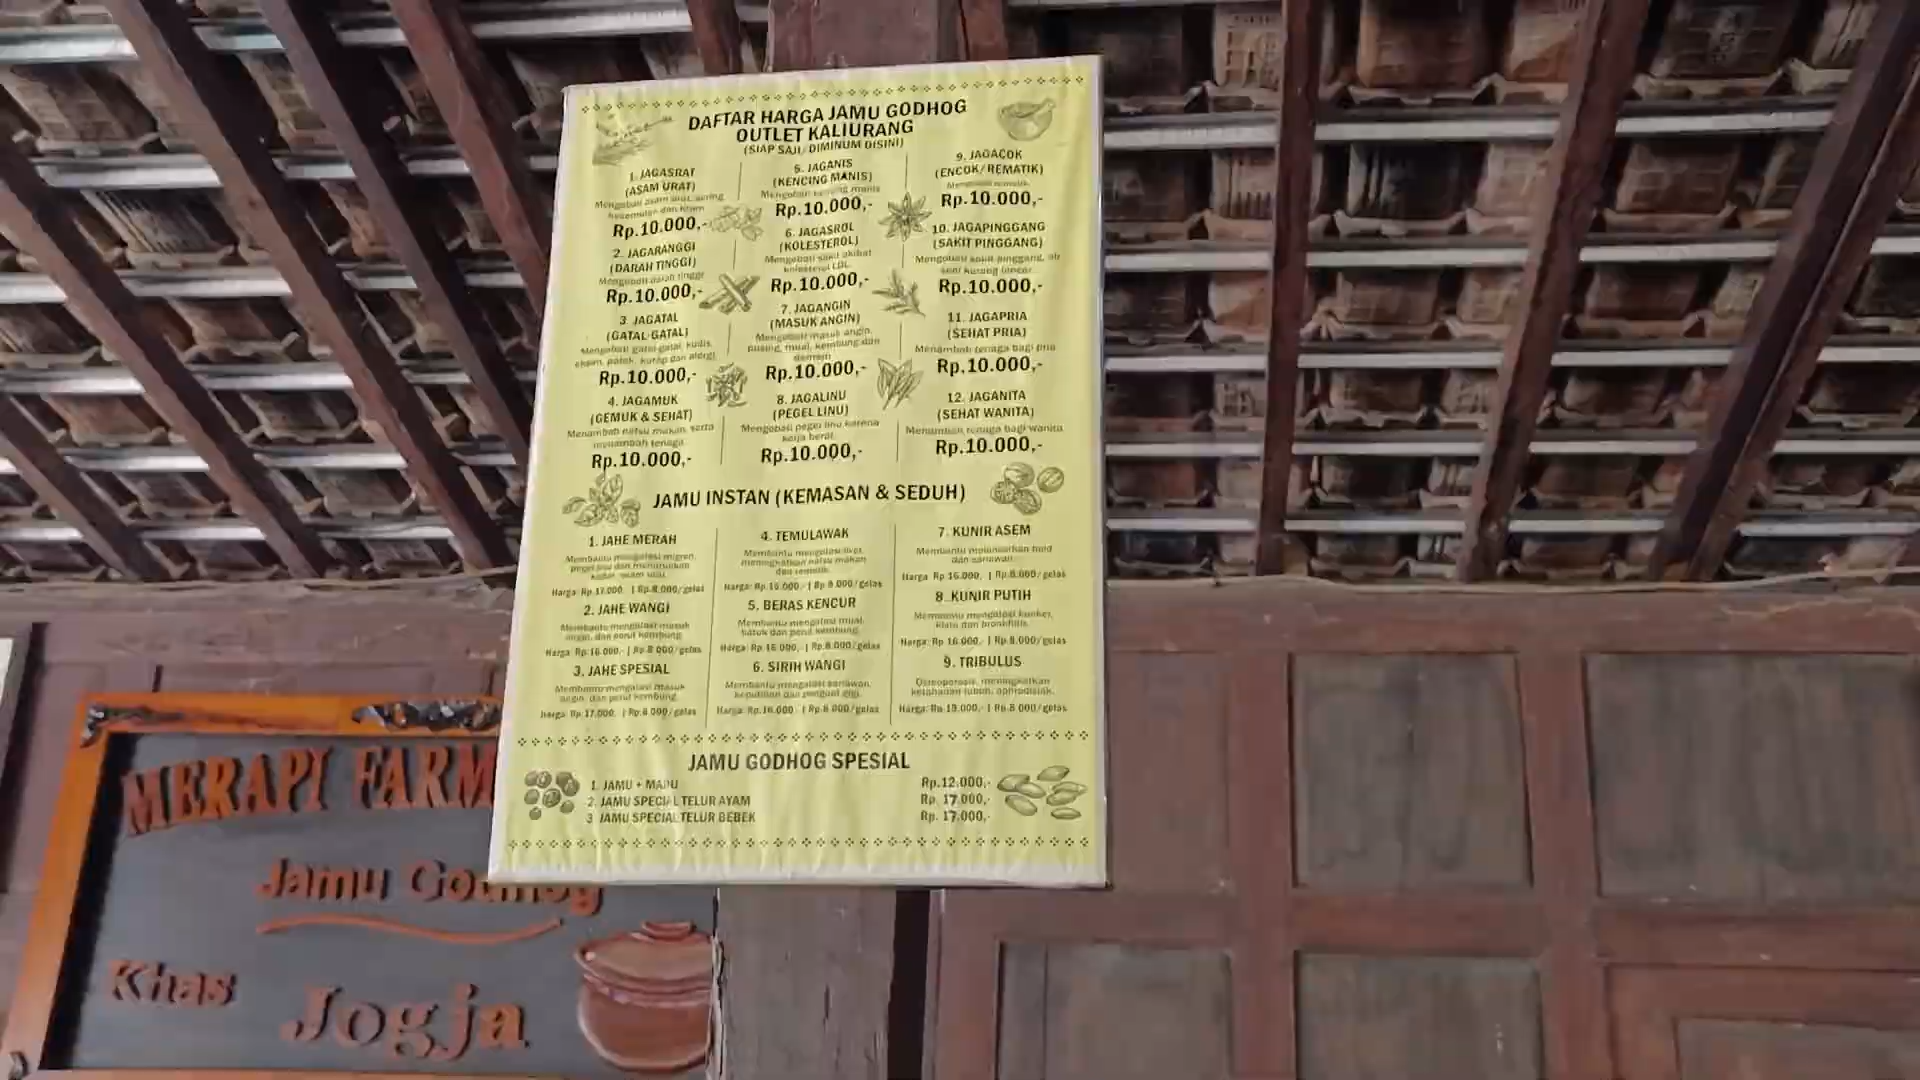 DAFTAR HARGA JAMU GODHOG
OUTLET KALIURANG
(SIAP SAJI/DIMINUM DISINI)
1. JAGASRAT
(ASAM URAT)
Mengobati asam urat, sering
kesemutan dan
Rp.10.000,-
2. JAGARANGGI
(DARAH TINGGI)
Mengobati darah tinggi
Rp.10.000,-
3. JAGATAL
(GATAL-GATAL)
Mengobati gatal-gatal, kudis,
eksim, kurap dan alergi
Rp.10.000,-
4. JAGAMUK
(GEMUK & SEHAT)
Menambah nafsu makan, serta
menambah tenaga
Rp.10.000,-
5. JAGANIS
(KENCING MANIS)
Mengobati kencing manis
Rp.10.000,-
6. JAGASROL
(KOLESTEROL)
Mengobati sakit akibat
kolesterol LDL
Rp.10.000,-
7. JAGANGIN
(MASUK ANGIN)
Mengobati masuk angin,
pusing, mual, kembung dan
demam
Rp.10.000,-
8. JAGALINU
(PEGEL LINU)
Mengobati pegel linu karena
kerja berat
Rp.10.000,-
9. JAGACOK
(ENCOK/REMATIK)
Mengobati rematik
Rp.10.000,-
10. JAGAPINGGANG
(SAKIT PINGGANG)
Mengobati sakit pinggang, air
seni kurang lancar
Rp.10.000,-
11. JAGAPRIA
(SEHAT PRIA)
Menambah tenaga bagi pria
Rp.10.000,-
12. JAGANITA
(SEHAT WANITA)
Menambah tenaga bagi wanita
Rp.10.000,-
JAMU INSTAN (KEMASAN & SEDUH)
1. JAHE MERAH
Membantu mengatasi migren,
pegel linu dan menurunkan
kadar asam urat
Harga: Rp.17.000,- | Rp.8.000/gelas
2. JAHE WANGI
Membantu mengatasi masuk
angin, dan perut kembung
Harga: Rp.16.000,- | Rp.8.000/gelas
3. JAHE SPESIAL
Membantu mengatasi masuk
angin, dan perut kembung
Harga: Rp.17.000,- | Rp.8.000/gelas
4. TEMULAWAK
Membantu mengatasi liver,
meningkatkan nafsu makan
dan
Harga: Rp.16.000,- | Rp.8.000/gelas
5. BERAS KENCUR
Membantu mengatasi mual,
batuk dan perut kembung
Harga: Rp.16.000,- | Rp.8.000/gelas
6. SIRIH WANGI
Membantu mengatasi sariawan,
keputihan dan penguat gigi
Harga: Rp.16.000,- | Rp.8.000/gelas
7. KUNIR ASEM
Membantu melancarkan haid
dan sariawan
Harga: Rp.16.000,- | Rp.8.000/gelas
8. KUNIR PUTIH
Membantu mengatasi kanker,
kista dan bronkhitis
Harga: Rp.16.000,- | Rp.8.000/gelas
9. TRIBULUS
Osteoporosis, meningkatkan
ketahanan tubuh, aphrodisiak
Harga: Rp.19.000,- | Rp.8.000/gelas
JAMU GODHOG SPESIAL
1. JAMU + MADU Rp.12.000,-
2. JAMU SPECIAL TELUR AYAM Rp. 17.000,-
3. JAMU SPECIAL TELUR BEBEK Rp. 17.000,-
MERAPI FARM
Jamu Godhog
Khas
Jogja